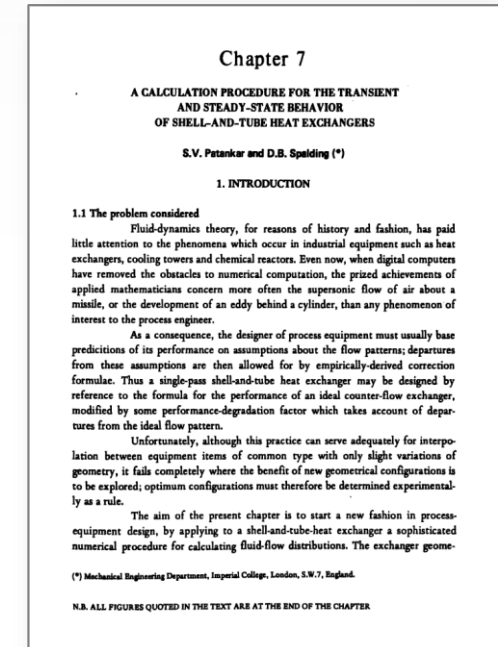 Chapter 7
A CALCULATION PROCEDURE FOR THE TRANSIENT
AND STEADY-STATE BEHAVIOR
OF SHELL-AND-TUBE HEAT EXCHANGERS
S.V. Patankar and D.B. Spalding (*)
1. INTRODUCTION
1.1 The problem considered
Fluid-dynamics theory, for reasons of history and fashion, has paid
little attention to the phenomena which occur in industrial equipment such as heat
exchangers, cooling towers and chemical reactors. Even now, when digital computers
have removed the obstacles to numerical computation, the prized achievements of
applied mathematicians concern more often the supersonic flow of air about a
missile, or the development of an eddy behind a cylinder, than any phenomenon of
interest to the process engineer.
As a consequence, the designer of process equipment must usually base
predicitions of its performance on assumptions about the flow patterns; departures
from these assumptions are then allowed for by empirically-derived correction
formulae. Thus a single-pass shell-and-tube heat exchanger may be designed by
reference to the formula for the performance of an ideal counter-flow exchanger,
modified by some performance-degradation factor which takes account of depar-
tures from the ideal flow pattern.
Unfortunately, although this practice can serve adequately for interpo-
lation between equipment items of common type with only slight variations of
geometry, it fails completely where the benefit of new geometrical configurations is
to be explored; optimum configurations must therefore be determined experimental-
ly as a rule.
The aim of the present chapter is to start a new fashion in process-
equipment design, by applying to a shell-and-tube-heat exchanger a sophisticated
numerical procedure for calculating fluid-flow distributions. The exchanger geome-
(*) Mechanical Engineering Department, Imperial College, London, S.W.7, England.
N.B. ALL FIGURES QUOTED IN THE TEXT ARE AT THE END OF THE CHAPTER